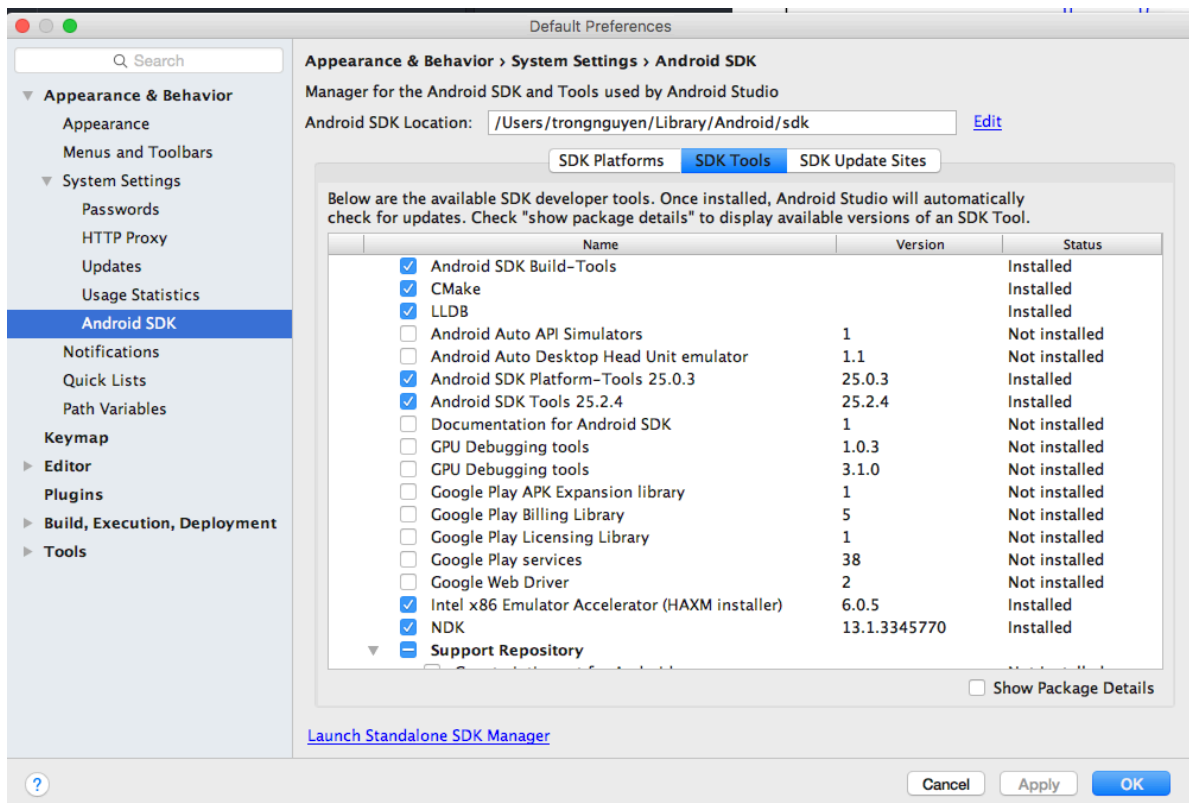 Default Preferences
Search
Appearance & Behavior
Appearance
Menus and Toolbars
System Settings
Passwords
HTTP Proxy
Updates
Usage Statistics
Android SDK
Notifications
Quick Lists
Path Variables
Keymap
Editor
Plugins
Build, Execution, Deployment
Tools
Appearance & Behavior › System Settings › Android SDK
Manager for the Android SDK and Tools used by Android Studio
Android SDK Location: /Users/trongnguyen/Library/Android/sdk Edit
SDK Platforms SDK Tools SDK Update Sites
Below are the available SDK developer tools. Once installed, Android Studio will automatically
check for updates. Check "show package details" to display available versions of an SDK Tool.
Name Version Status
Android SDK Build-Tools Installed
CMake Installed
LLDB Installed
Android Auto API Simulators 1 Not installed
Android Auto Desktop Head Unit emulator 1.1 Not installed
Android SDK Platform-Tools 25.0.3 25.0.3 Installed
Android SDK Tools 25.2.4 25.2.4 Installed
Documentation for Android SDK 1 Not installed
GPU Debugging tools 1.0.3 Not installed
GPU Debugging tools 3.1.0 Not installed
Google Play APK Expansion library 1 Not installed
Google Play Billing Library 5 Not installed
Google Play Licensing Library 1 Not installed
Google Play services 38 Not installed
Google Web Driver 2 Not installed
Intel x86 Emulator Accelerator (HAXM installer) 6.0.5 Installed
NDK 13.1.3345770 Installed
Support Repository
Show Package Details
Launch Standalone SDK Manager
? Cancel Apply OK